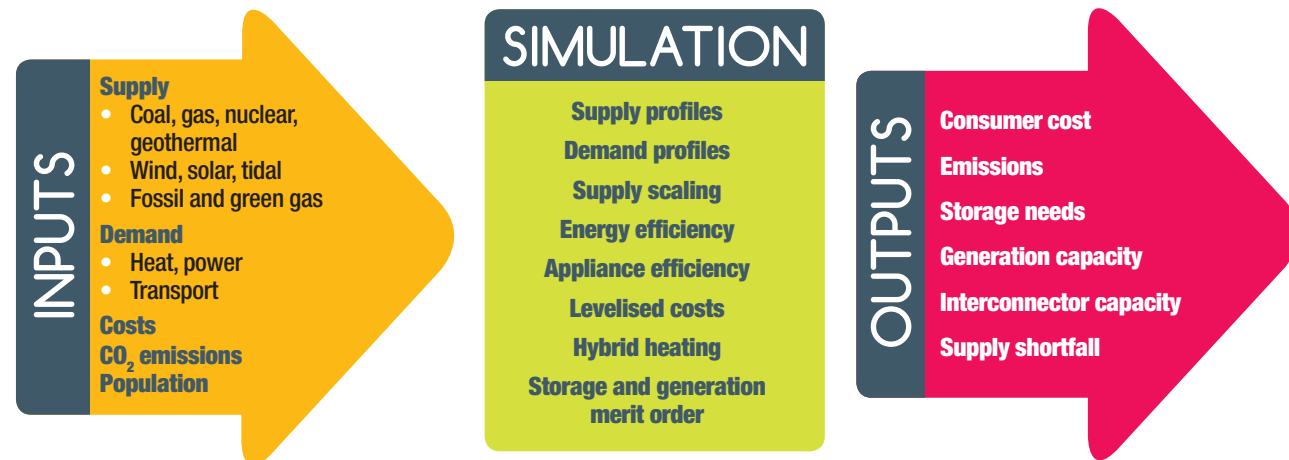 INPUTS
Supply
• Coal, gas, nuclear,
geothermal
• Wind, solar, tidal
• Fossil and green gas
Demand
• Heat, power
• Transport
Costs
CO₂ emissions
Population
SIMULATION
Supply profiles
Demand profiles
Supply scaling
Energy efficiency
Appliance efficiency
Levelised costs
Hybrid heating
Storage and generation
merit order
OUTPUTS
Consumer cost
Emissions
Storage needs
Generation capacity
Interconnector capacity
Supply shortfall